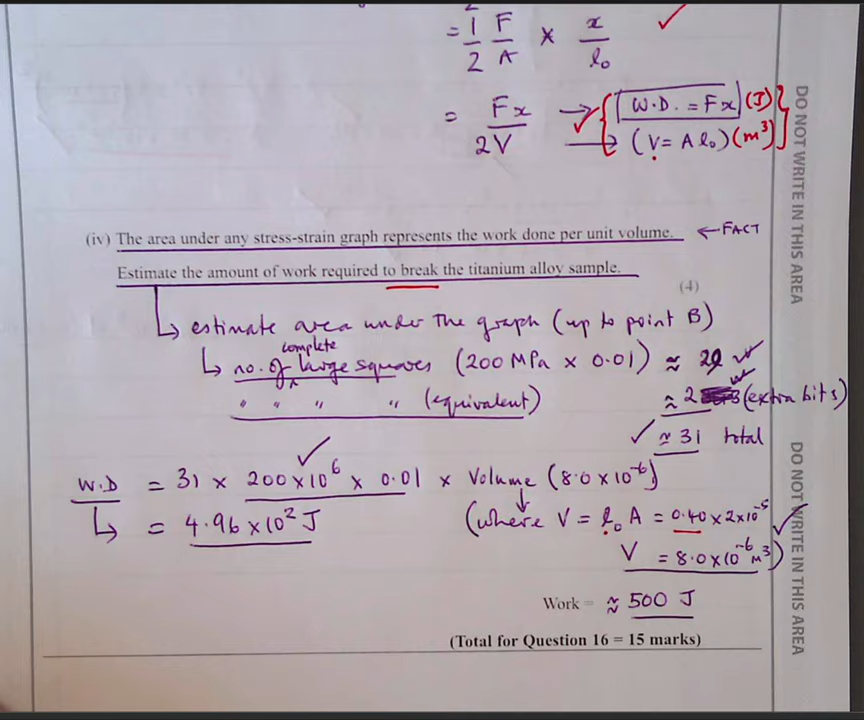 = 1/2 F/A × x/l₀ ✓
= Fx/2V → ✓ { W.D. = Fx (J)
→ (V = A l₀) (m³) }
(iv) The area under any stress-strain graph represents the work done per unit volume. ← FACT
Estimate the amount of work required to break the titanium alloy sample.
(4)
↳ estimate area under the graph (up to point B)
↳ no. of complete large squares (200 MPa × 0.01) ≈ 29 ✓
" " " " (equivalent) ≈ 2 (extra bits)
✓ ≈ 31 total
W.D = 31 × 200×10⁶ × 0.01 × Volume (8.0×10⁻⁶)
↳ = 4.96 × 10² J (where V = l₀ A = 0.40 × 2×10⁻⁵ ✓
V = 8.0×10⁻⁶ m³)
Work = ≈ 500 J
(Total for Question 16 = 15 marks)
DO NOT WRITE IN THIS AREA
DO NOT WRITE IN THIS AREA